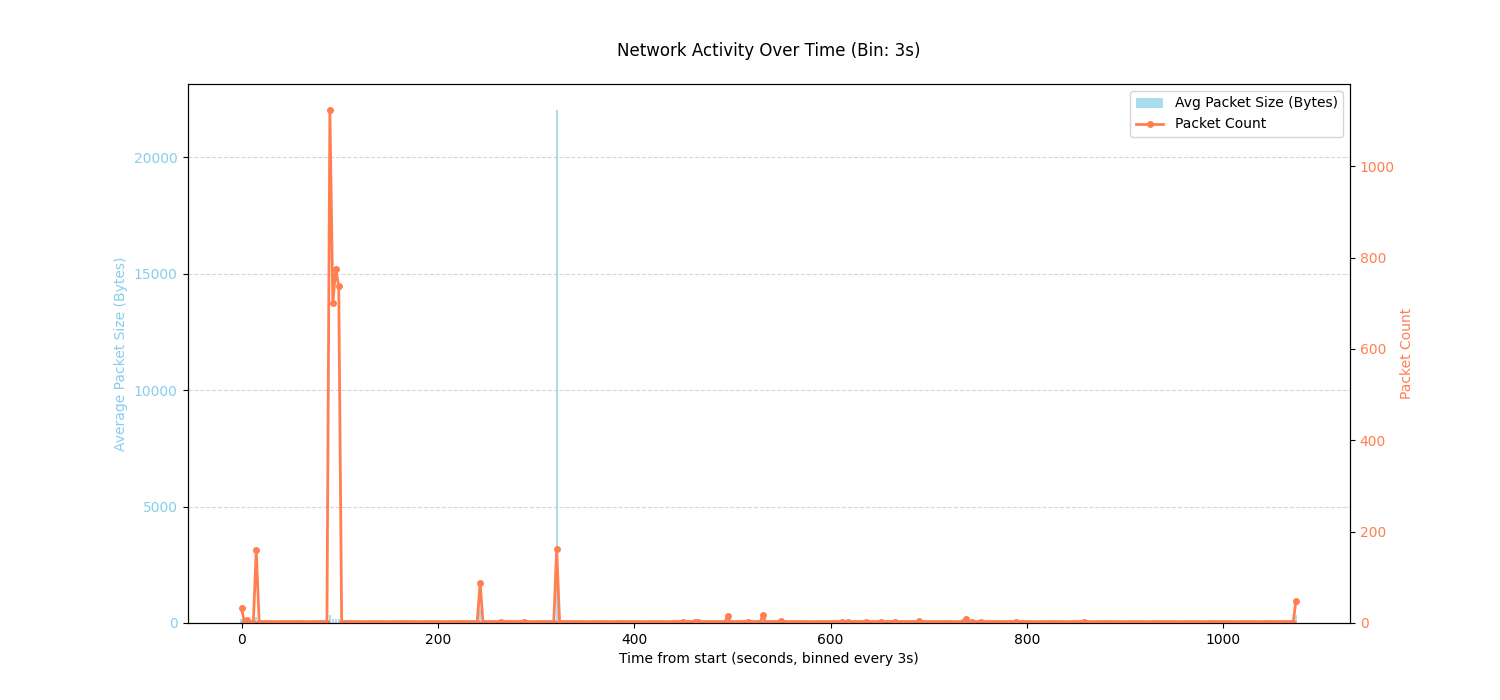 Network Activity Over Time (Bin: 3s)
Avg Packet Size (Bytes)
Packet Count
20000
15000
10000
5000
0
Average Packet Size (Bytes)
1000
800
600
400
200
0
Packet Count
0 200 400 600 800 1000
Time from start (seconds, binned every 3s)